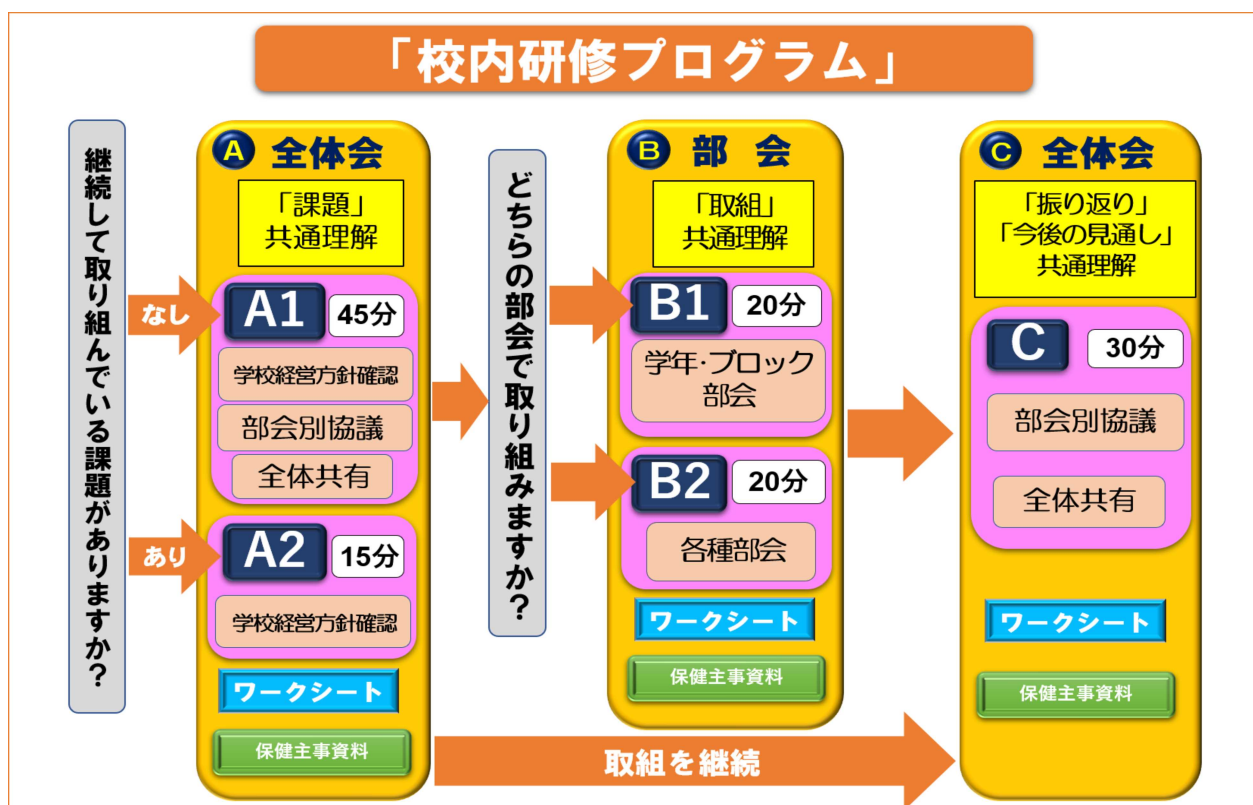 「校内研修プログラム」
継続して取り組んでいる課題がありますか？
なし
あり
A 全体会
「課題」
共通理解
A1 45分
学校経営方針確認
部会別協議
全体共有
A2 15分
学校経営方針確認
ワークシート
保健主事資料
どちらの部会で取り組みますか？
B 部 会
「取組」
共通理解
B1 20分
学年・ブロック
部会
B2 20分
各種部会
ワークシート
保健主事資料
C 全体会
「振り返り」
「今後の見通し」
共通理解
C 30分
部会別協議
全体共有
ワークシート
保健主事資料
取組を継続